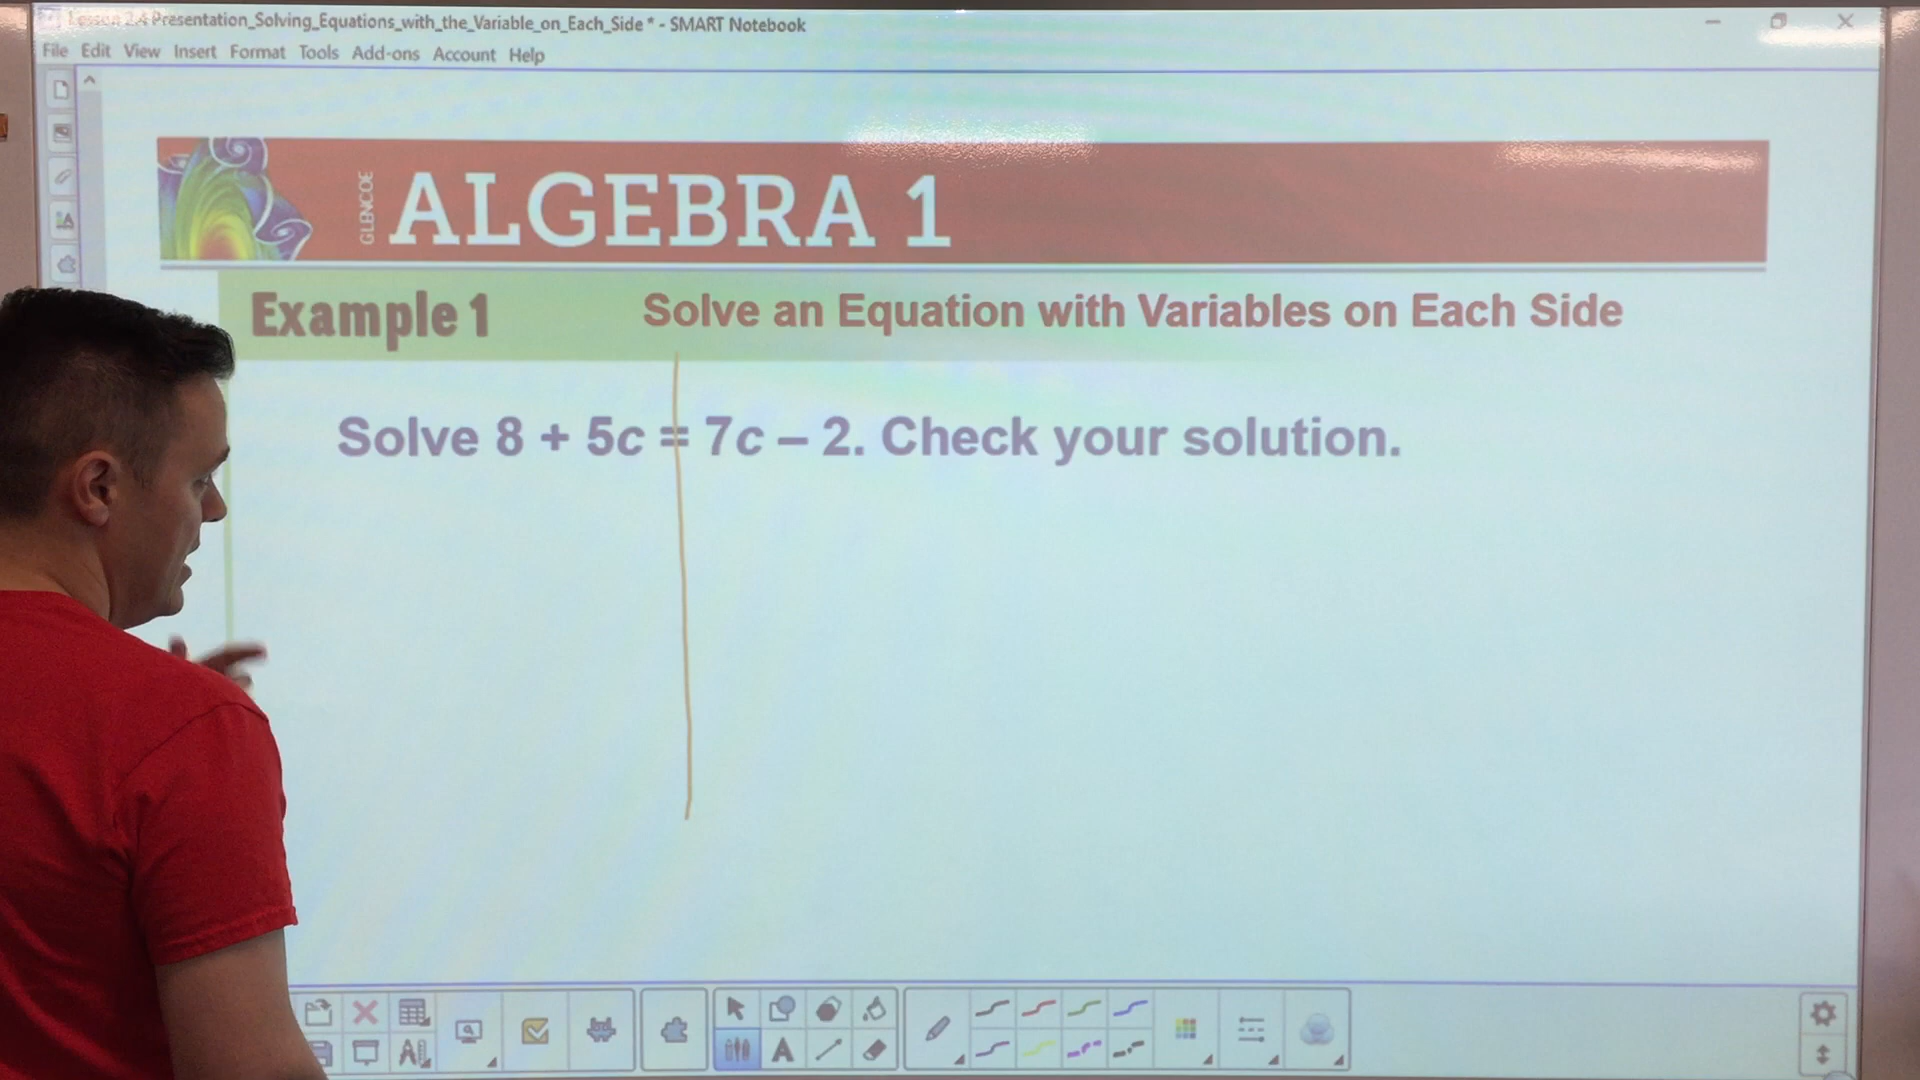 Lesson 2.4 Presentation_Solving_Equations_with_the_Variable_on_Each_Side * - SMART Notebook
File Edit View Insert Format Tools Add-ons Account Help
GLENCOE ALGEBRA 1
Example 1 Solve an Equation with Variables on Each Side
Solve 8 + 5c = 7c – 2. Check your solution.